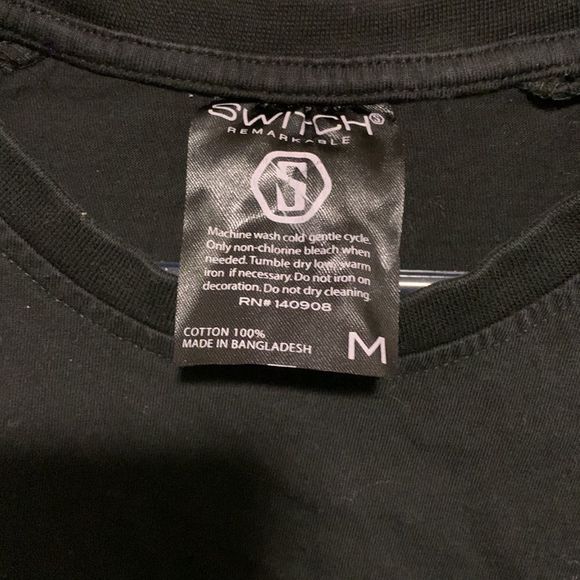 SWITCH
REMARKABLE
S
Machine wash cold gentle cycle.
Only non-chlorine bleach when
needed. Tumble dry low, warm
iron if necessary. Do not iron on
decoration. Do not dry cleaning.
RN# 140908
COTTON 100%
MADE IN BANGLADESH
M